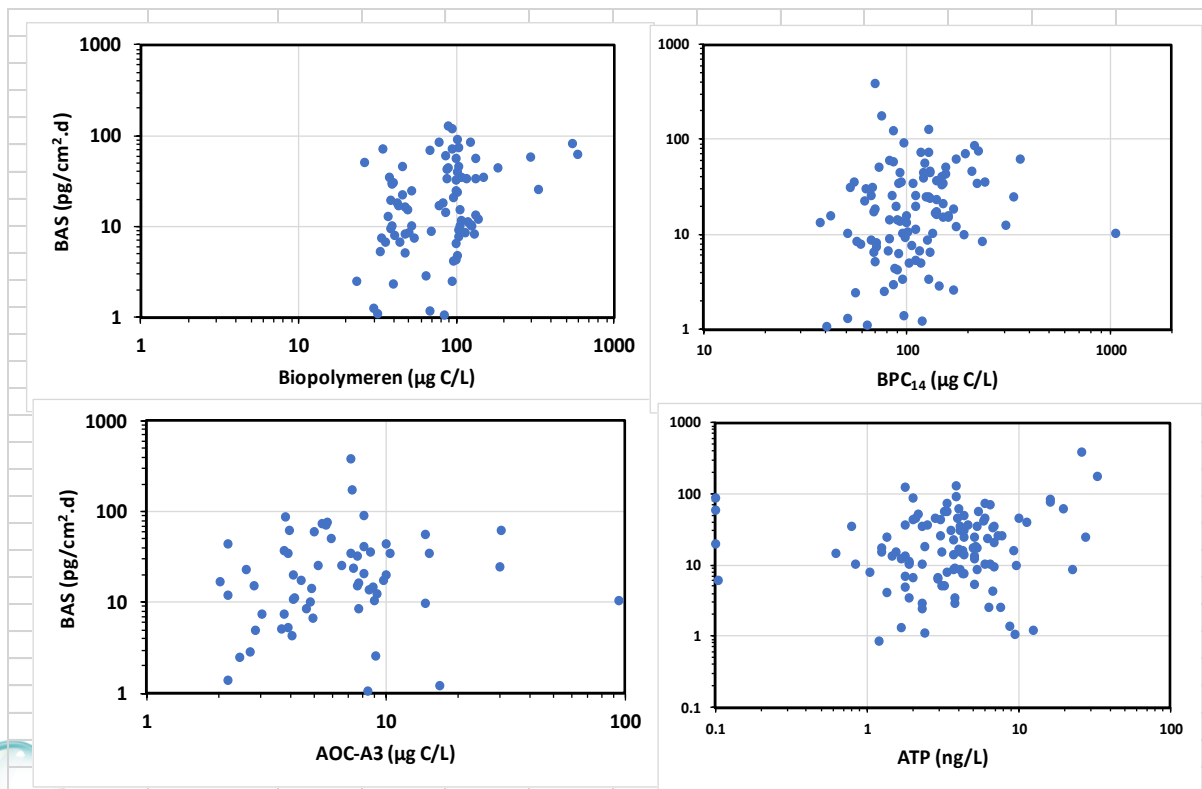 1000
100
10
1
BAS (pg/cm².d)
1 10 100 1000
Biopolymeren (µg C/L)
1000
100
10
1
10 100 1000
BPC₁₄ (µg C/L)
1000
100
10
1
BAS (pg/cm².d)
1 10 100
AOC-A3 (µg C/L)
1000
100
10
1
0.1
0.1 1 10 100
ATP (ng/L)